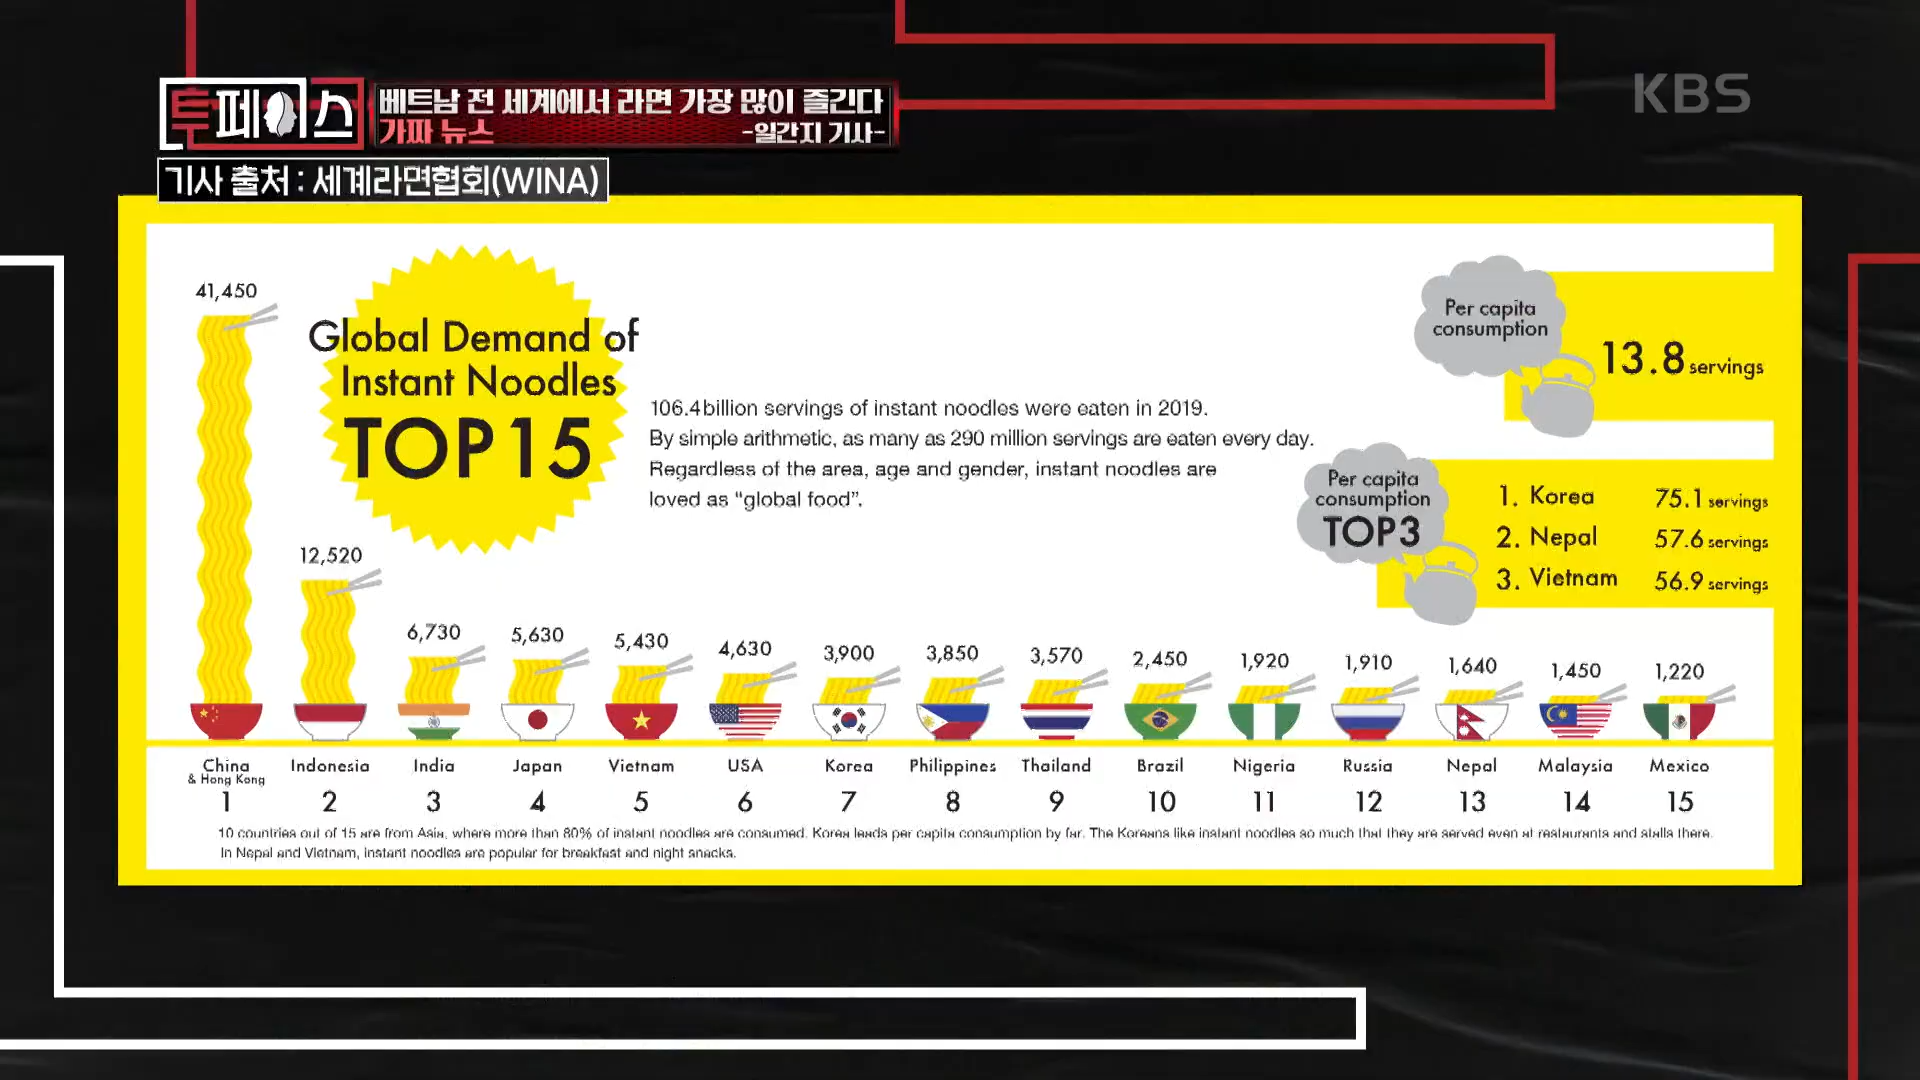 투페이스
베트남 전 세계에서 라면 가장 많이 즐긴다
가짜 뉴스 -일간지 기사-
KBS
기사 출처 : 세계라면협회(WINA)
Global Demand of
Instant Noodles
TOP 15
106.4billion servings of instant noodles were eaten in 2019.
By simple arithmetic, as many as 290 million servings are eaten every day.
Regardless of the area, age and gender, instant noodles are
loved as “global food”.
Per capita
consumption
13.8 servings
Per capita
consumption
TOP3
1. Korea 75.1 servings
2. Nepal 57.6 servings
3. Vietnam 56.9 servings
41,450 12,520 6,730 5,630 5,430 4,630 3,900 3,850 3,570 2,450 1,920 1,910 1,640 1,450 1,220
China & Hong Kong Indonesia India Japan Vietnam USA Korea Philippines Thailand Brazil Nigeria Russia Nepal Malaysia Mexico
1 2 3 4 5 6 7 8 9 10 11 12 13 14 15
10 countries out of 15 are from Asia, where more than 80% of instant noodles are consumed. Korea leads per capita consumption by far. The Koreans like instant noodles so much that they are served even at restaurants and stalls there.
In Nepal and Vietnam, instant noodles are popular for breakfast and night snacks.